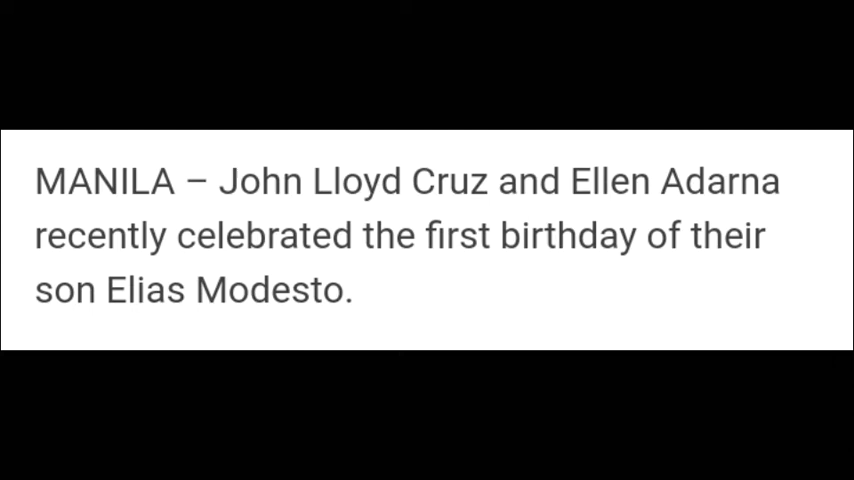 MANILA – John Lloyd Cruz and Ellen Adarna
recently celebrated the first birthday of their
son Elias Modesto.